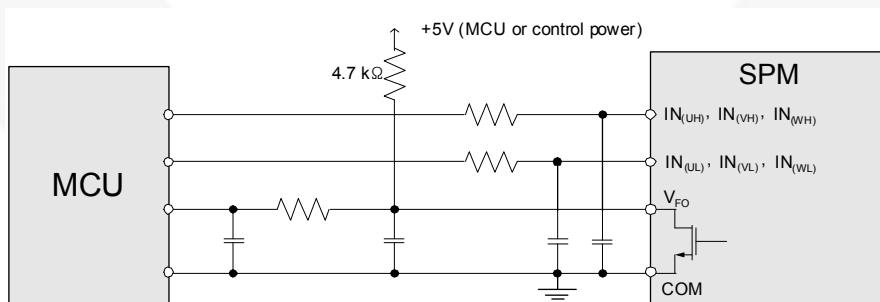 +5V (MCU or control power)
4.7 kΩ
SPM
MCU
IN(UH), IN(VH), IN(WH)
IN(UL), IN(VL), IN(WL)
VFO
COM